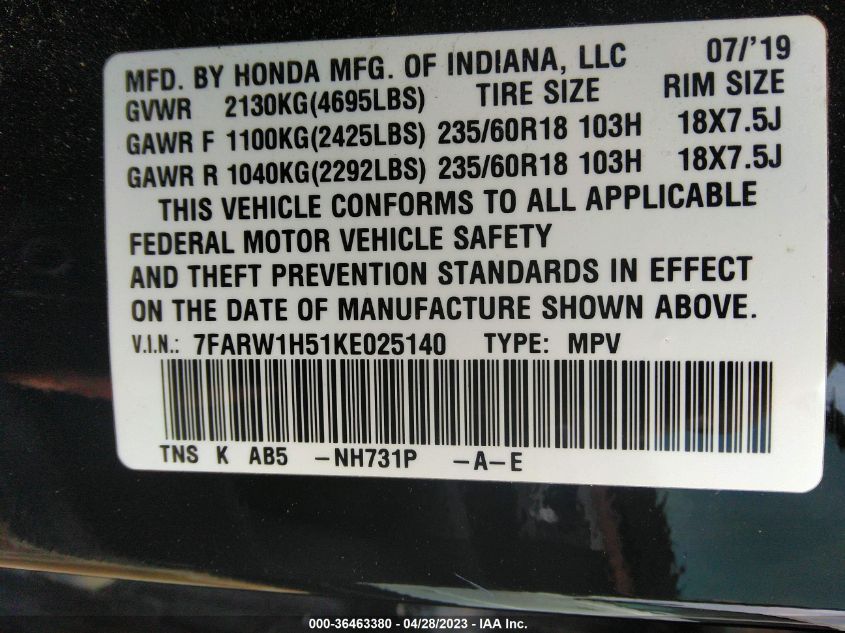 MFD. BY HONDA MFG. OF INDIANA, LLC 07/'19
GVWR 2130KG(4695LBS) TIRE SIZE RIM SIZE
GAWR F 1100KG(2425LBS) 235/60R18 103H 18X7.5J
GAWR R 1040KG(2292LBS) 235/60R18 103H 18X7.5J
THIS VEHICLE CONFORMS TO ALL APPLICABLE
FEDERAL MOTOR VEHICLE SAFETY
AND THEFT PREVENTION STANDARDS IN EFFECT
ON THE DATE OF MANUFACTURE SHOWN ABOVE.
V.I.N.: 7FARW1H51KE025140 TYPE: MPV
TNS K AB5 -NH731P -A-E
000-36463380 04/28/2023 - IAA Inc.